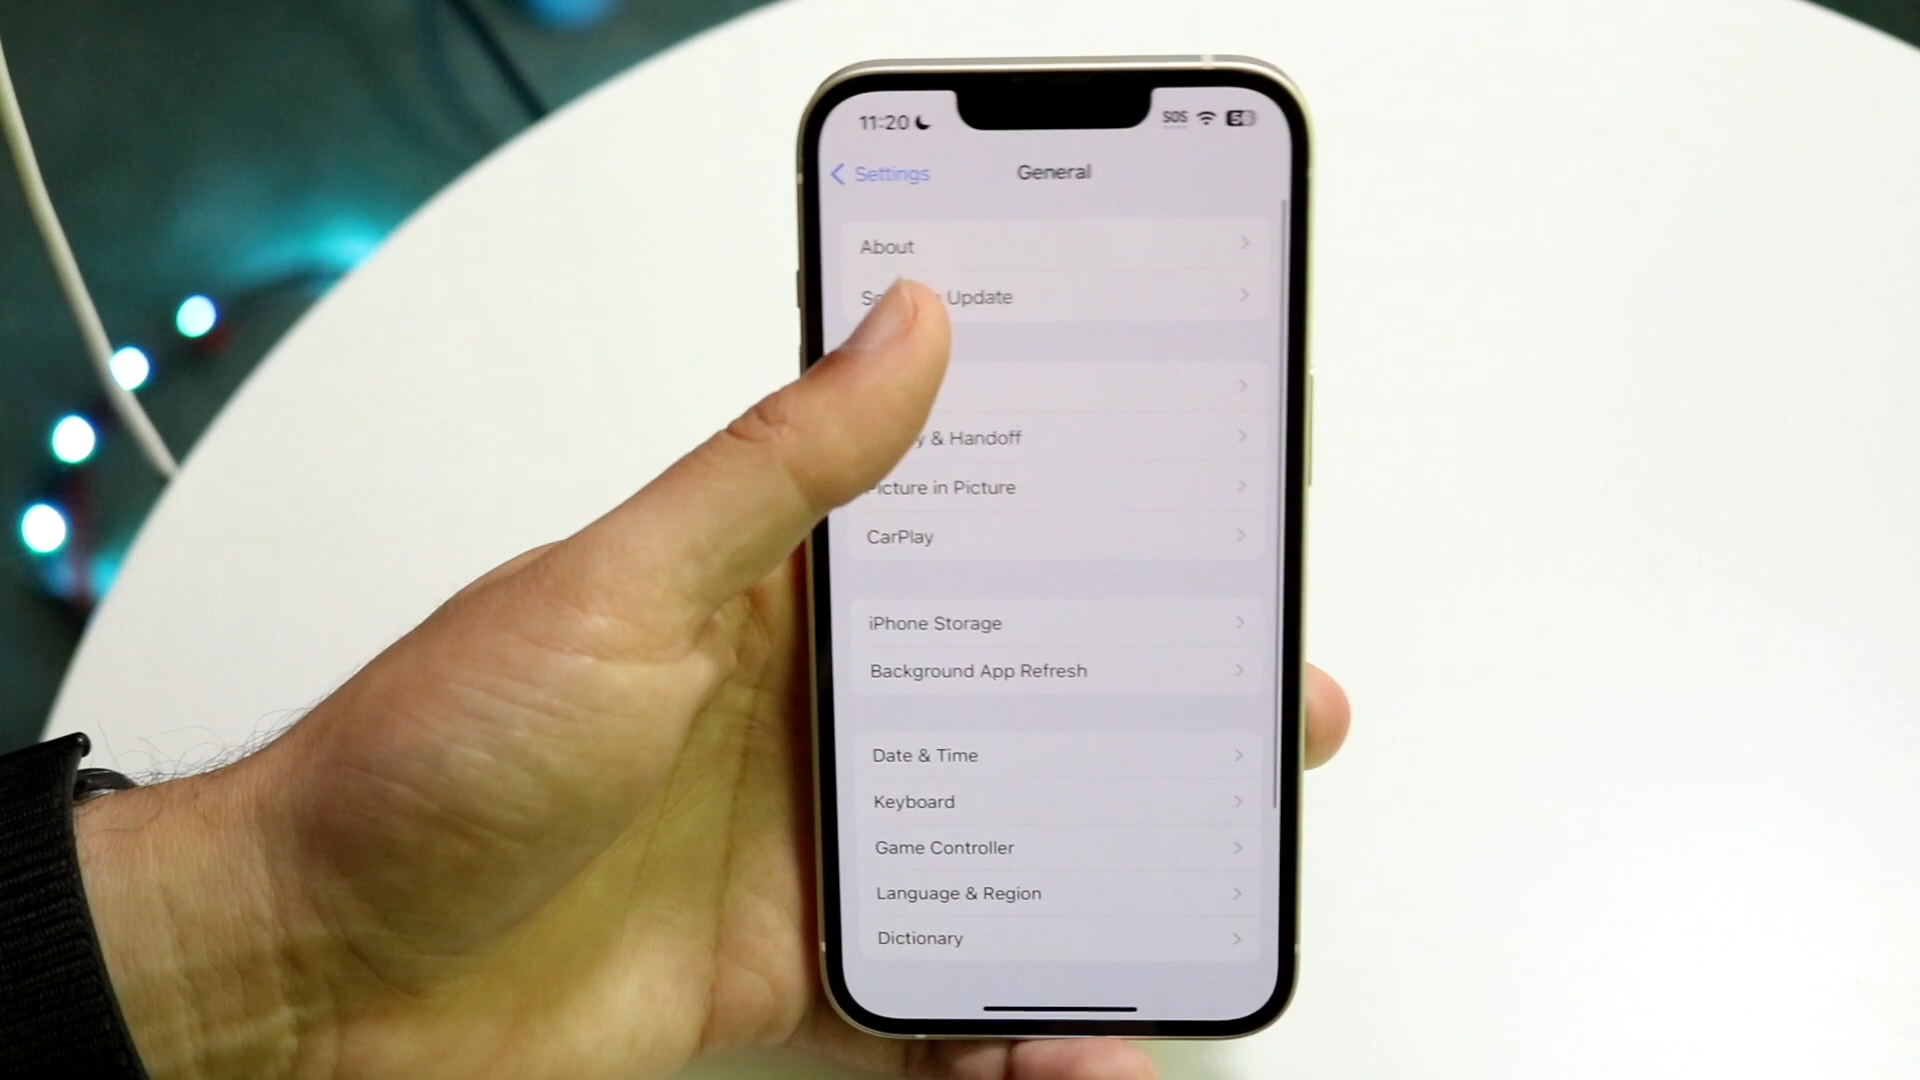 11:20
SOS
Settings
General
About
Update
& Handoff
Picture in Picture
CarPlay
iPhone Storage
Background App Refresh
Date & Time
Keyboard
Game Controller
Language & Region
Dictionary